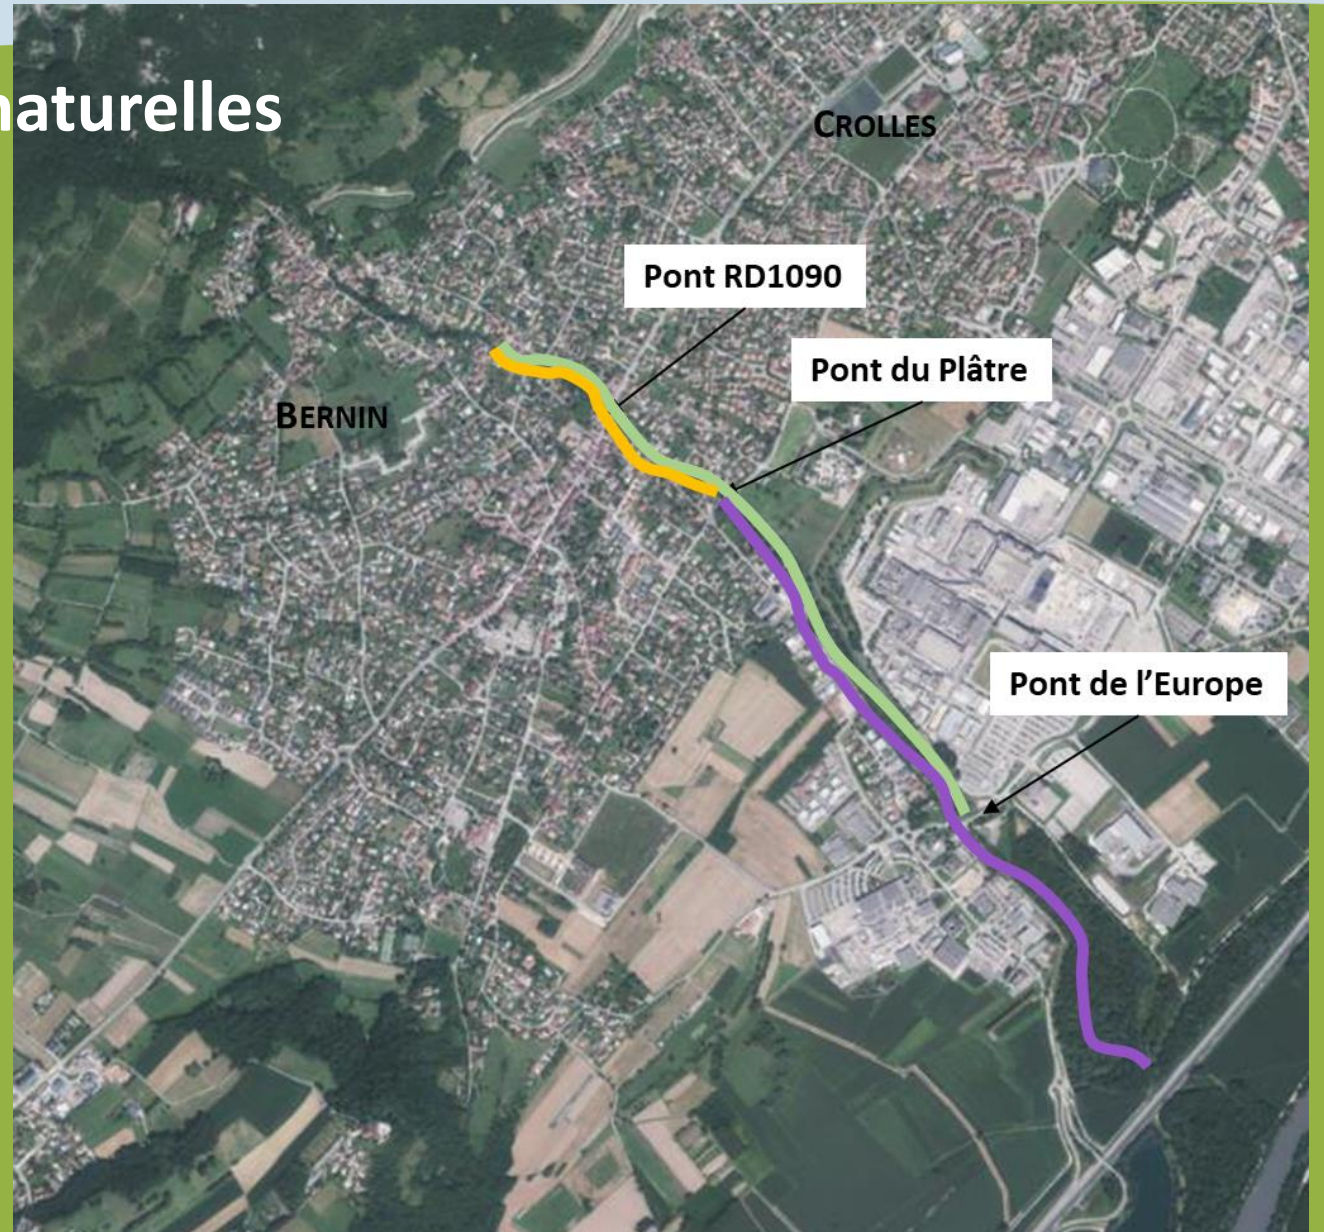 naturelles
CROLLES
Pont RD1090
Pont du Plâtre
BERNIN
Pont de l’Europe